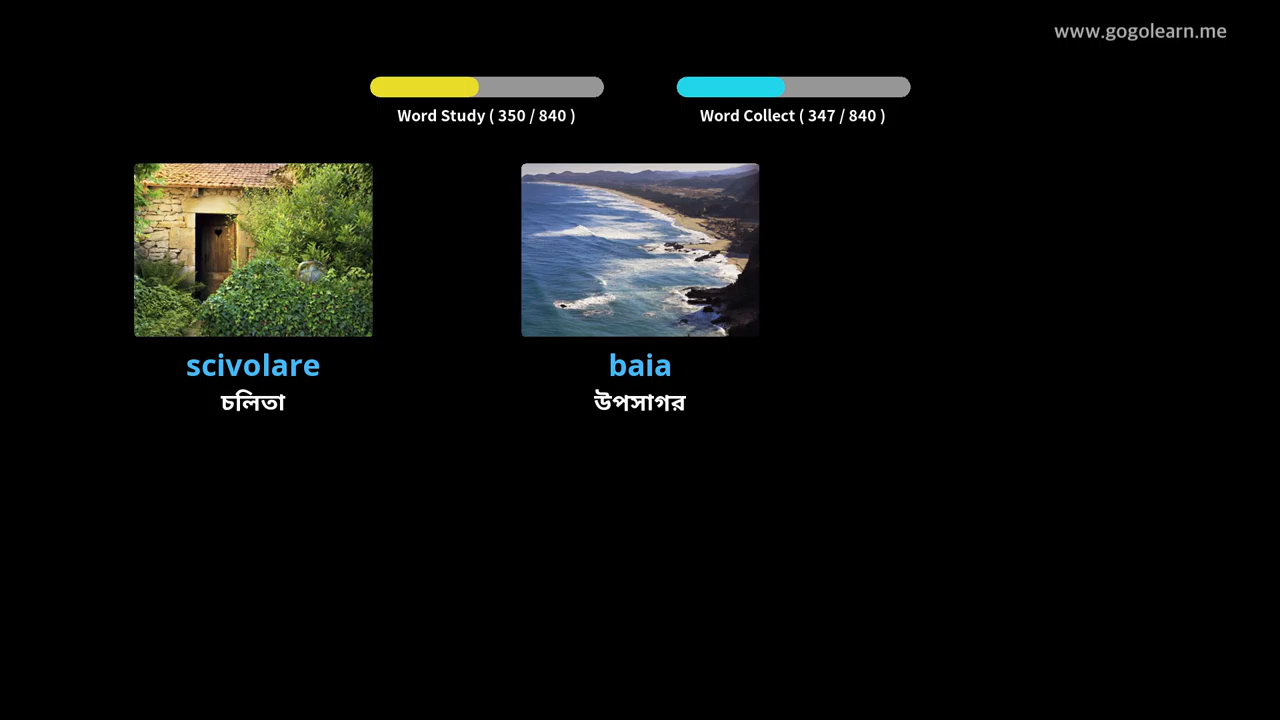 www.gogolearn.me
Word Study ( 350 / 840 )
Word Collect ( 347 / 840 )
scivolare
baia
চলিতা
উপসাগর